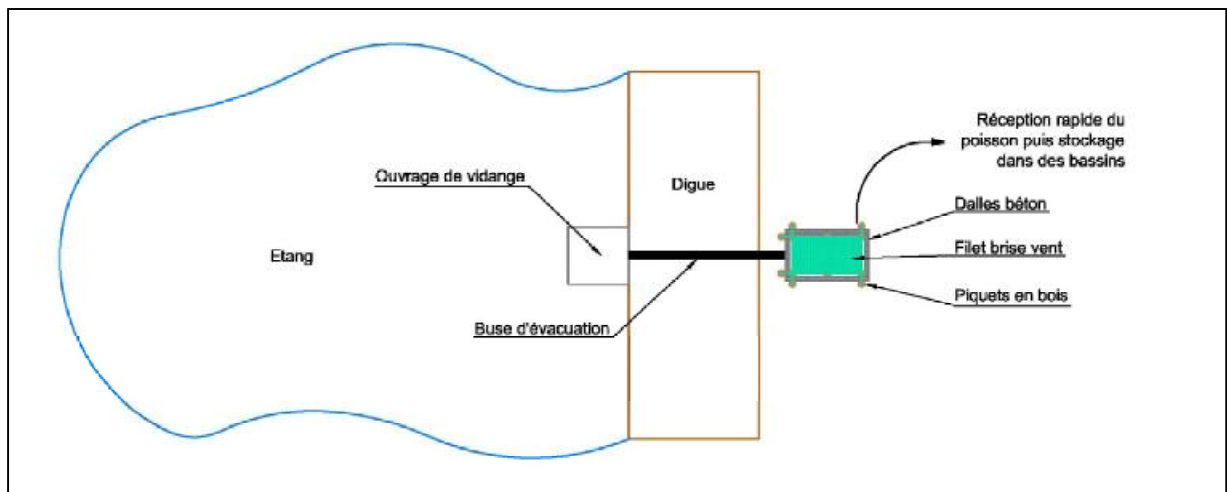 Réception rapide du
poisson puis stockage
dans des bassins
Ouvrage de vidange
Digue
Dalles béton
Etang
Filet brise vent
Piquets en bois
Buse d'évacuation